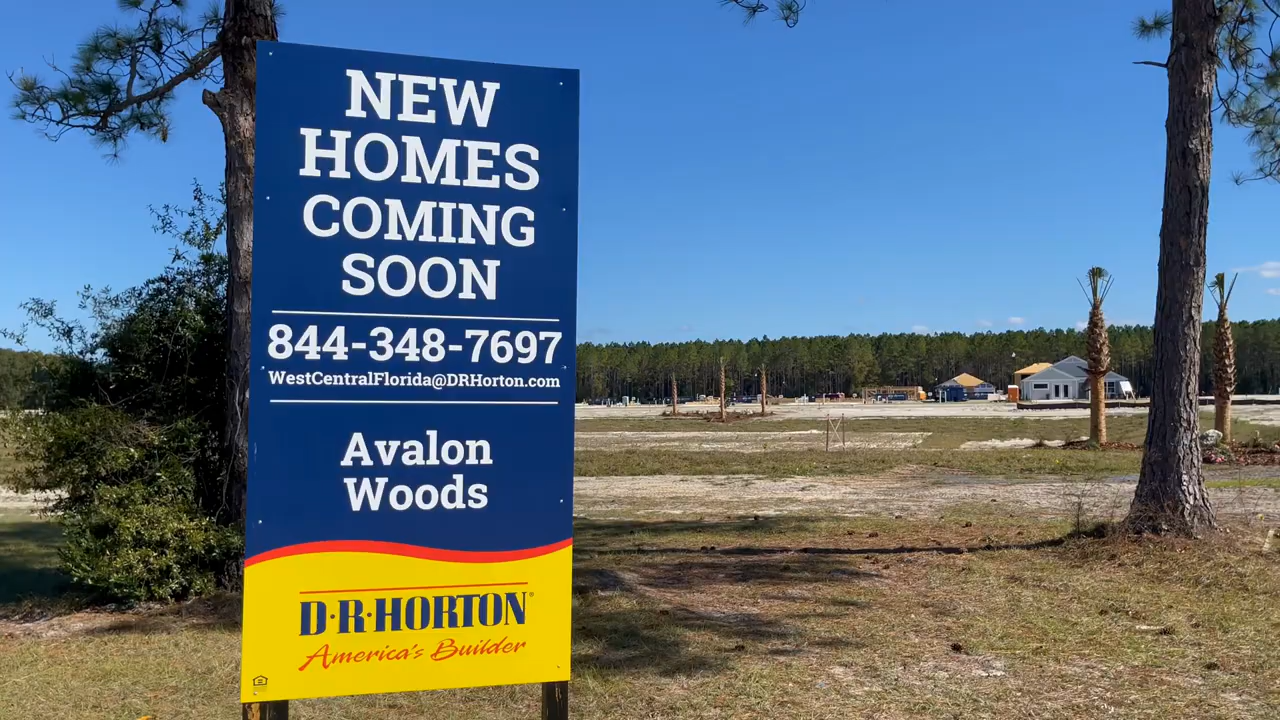 NEW
HOMES
COMING
SOON
844-348-7697
WestCentralFlorida@DRHorton.com
Avalon
Woods
D·R·HORTON®
America's Builder